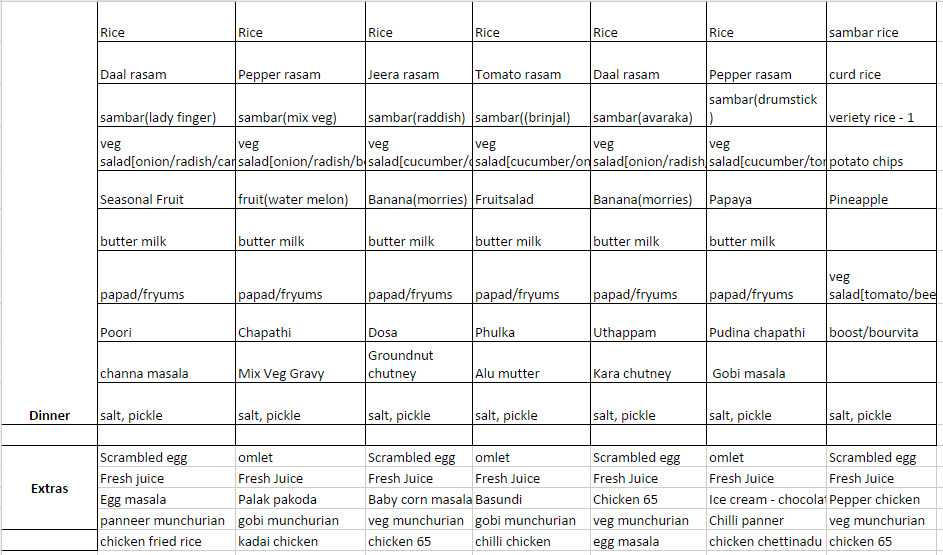 Rice Rice Rice Rice Rice Rice sambar rice
Daal rasam Pepper rasam Jeera rasam Tomato rasam Daal rasam Pepper rasam curd rice
sambar(lady finger) sambar(mix veg) sambar(raddish) sambar((brinjal) sambar(avaraka) sambar(drumstick ) veriety rice - 1
veg veg veg veg veg veg
salad[onion/radish/car salad[onion/radish/b salad[cucumber/c salad[cucumber/on salad[onion/radish, salad[cucumber/tor potato chips
Seasonal Fruit fruit(water melon) Banana(morries) Fruitsalad Banana(morries) Papaya Pineapple
butter milk butter milk butter milk butter milk butter milk butter milk
veg
papad/fryums papad/fryums papad/fryums papad/fryums papad/fryums papad/fryums salad[tomato/bee
Poori Chapathi Dosa Phulka Uthappam Pudina chapathi boost/bourvita
Groundnut
channa masala Mix Veg Gravy chutney Alu mutter Kara chutney Gobi masala
Dinner salt, pickle salt, pickle salt, pickle salt, pickle salt, pickle salt, pickle salt, pickle
Scrambled egg omlet Scrambled egg omlet Scrambled egg omlet Scrambled egg
Fresh juice Fresh Juice Fresh Juice Fresh Juice Fresh Juice Fresh Juice Fresh Juice
Extras Egg masala Palak pakoda Baby corn masala Basundi Chicken 65 Ice cream - chocolat Pepper chicken
panneer munchurian gobi munchurian veg munchurian gobi munchurian veg munchurian Chilli panner veg munchurian
chicken fried rice kadai chicken chicken 65 chilli chicken egg masala chicken chettinadu chicken 65